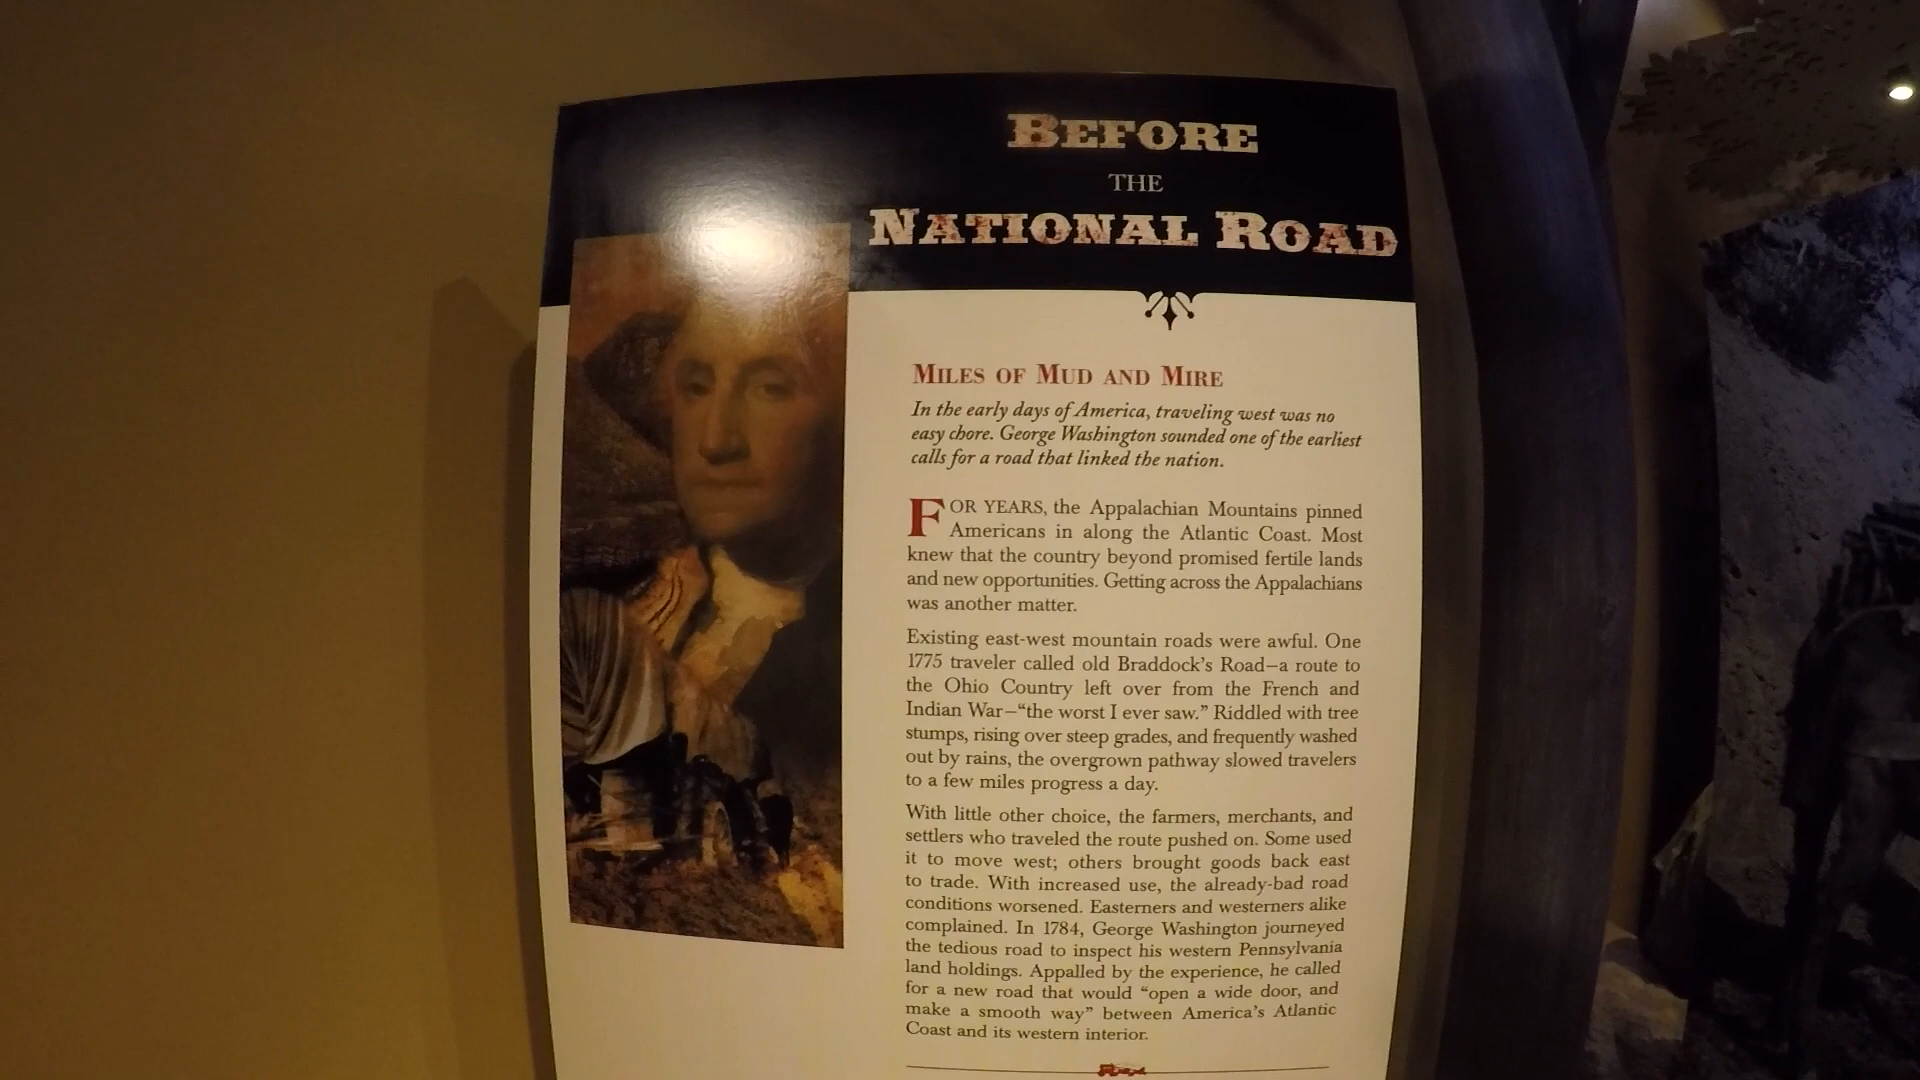 BEFORE
THE
NATIONAL ROAD
MILES OF MUD AND MIRE
In the early days of America, traveling west was no
easy chore. George Washington sounded one of the earliest
calls for a road that linked the nation.
FOR YEARS, the Appalachian Mountains pinned
Americans in along the Atlantic Coast. Most
knew that the country beyond promised fertile lands
and new opportunities. Getting across the Appalachians
was another matter.
Existing east-west mountain roads were awful. One
1775 traveler called old Braddock's Road—a route to
the Ohio Country left over from the French and
Indian War—“the worst I ever saw.” Riddled with tree
stumps, rising over steep grades, and frequently washed
out by rains, the overgrown pathway slowed travelers
to a few miles progress a day.
With little other choice, the farmers, merchants, and
settlers who traveled the route pushed on. Some used
it to move west; others brought goods back east
to trade. With increased use, the already-bad road
conditions worsened. Easterners and westerners alike
complained. In 1784, George Washington journeyed
the tedious road to inspect his western Pennsylvania
land holdings. Appalled by the experience, he called
for a new road that would “open a wide door, and
make a smooth way” between America's Atlantic
Coast and its western interior.